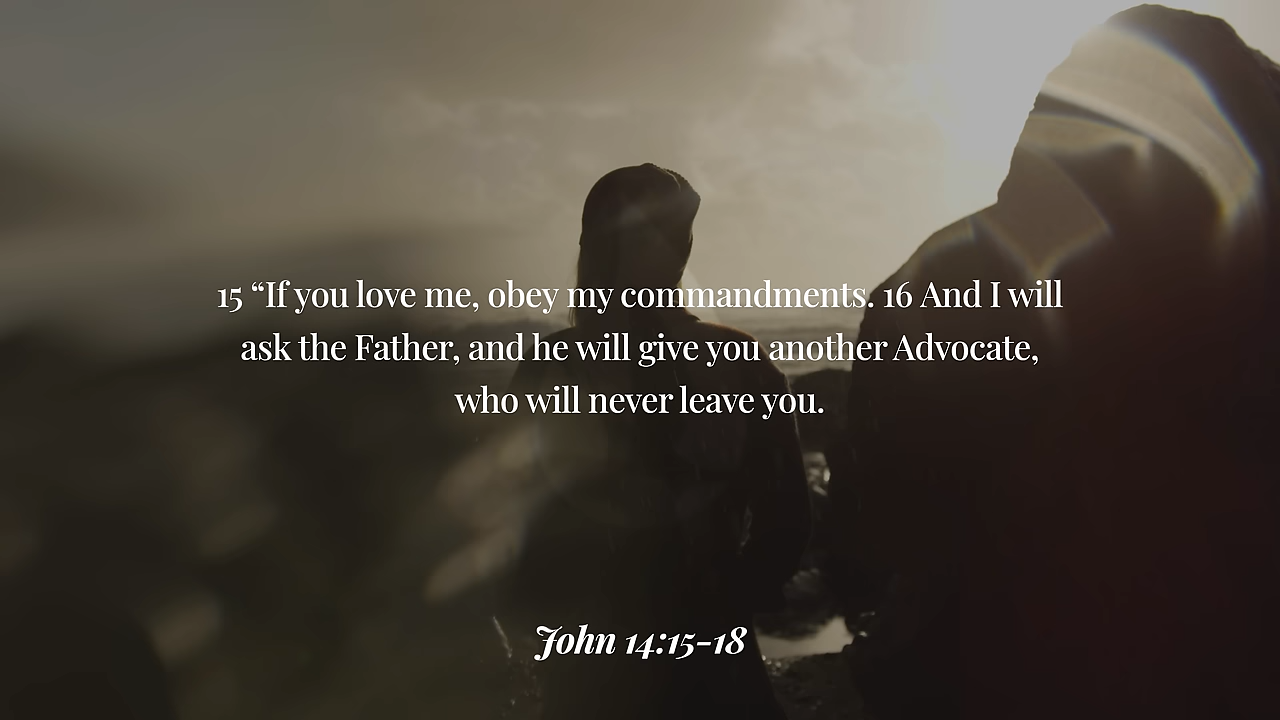 15 “If you love me, obey my commandments. 16 And I will
ask the Father, and he will give you another Advocate,
who will never leave you.
John 14:15-18